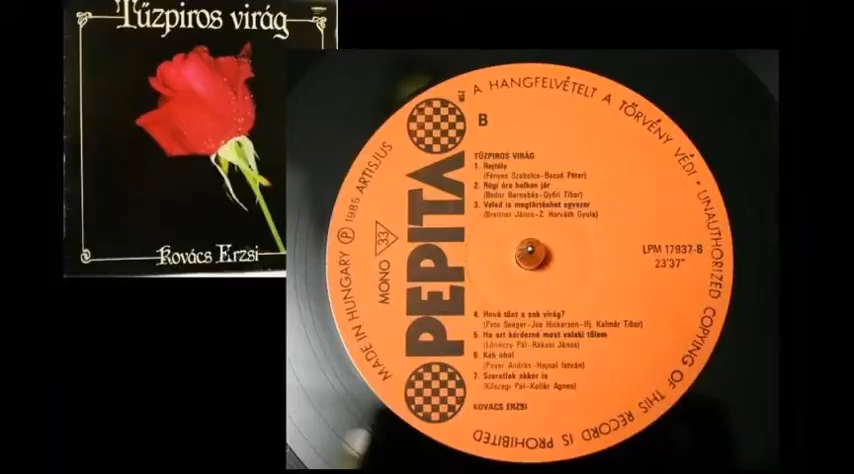 Tűzpiros virág
Kovács Erzsi
A HANGFELVÉTELT A TÖRVÉNY VÉDI • UNAUTHORIZED COPYING OF THIS RECORD IS PROHIBITED
MADE IN HUNGARY Ⓟ 1985 ARTISJUS
PEPITA
MONO
33
B
TŰZPIROS VIRÁG
1. Rejtély
(Fényes Szabolcs-Bacsó Péter)
2. Régi óra halkan jár
(Bodor Barnabás-Győri Tibor)
3. Veled is megtörténhet egyszer
(Breitner János-Z. Horváth Gyula)
LPM 17937-B
23'37"
4. Hová tűnt a sok virág?
(Pete Seeger-Joe Hickerson-Ifj. Kalmár Tibor)
5. Ha azt kérdezné most valaki tőlem
(Lőrinczy Pál-Rákosi János)
6. Kék öböl
(Payer András-Hajnal István)
7. Szeretlek akkor is
(Kőszegi Pál-Kollár Ágnes)
KOVÁCS ERZSI